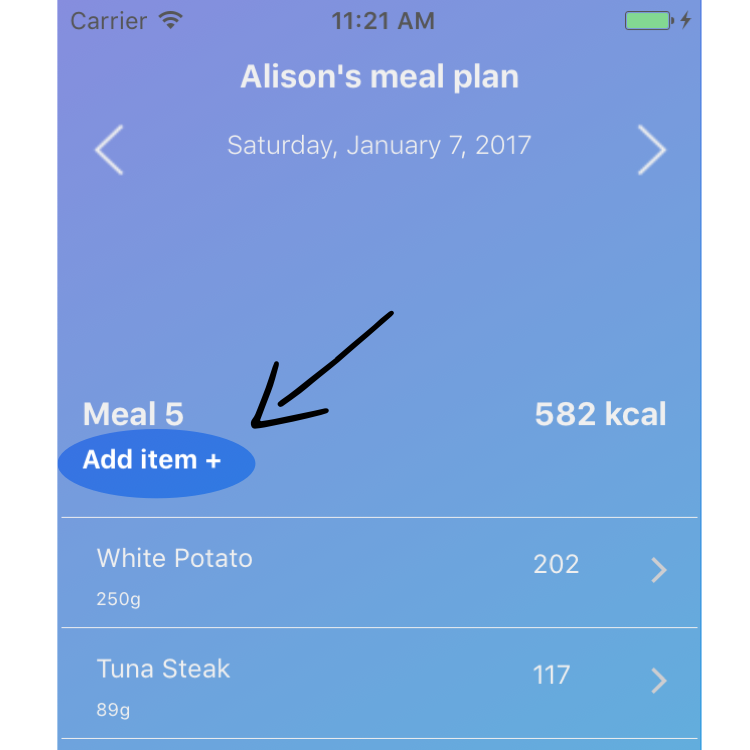 Carrier 11:21 AM
Alison's meal plan
Saturday, January 7, 2017
Meal 5 582 kcal
Add item +
White Potato 202
250g
Tuna Steak 117
89g